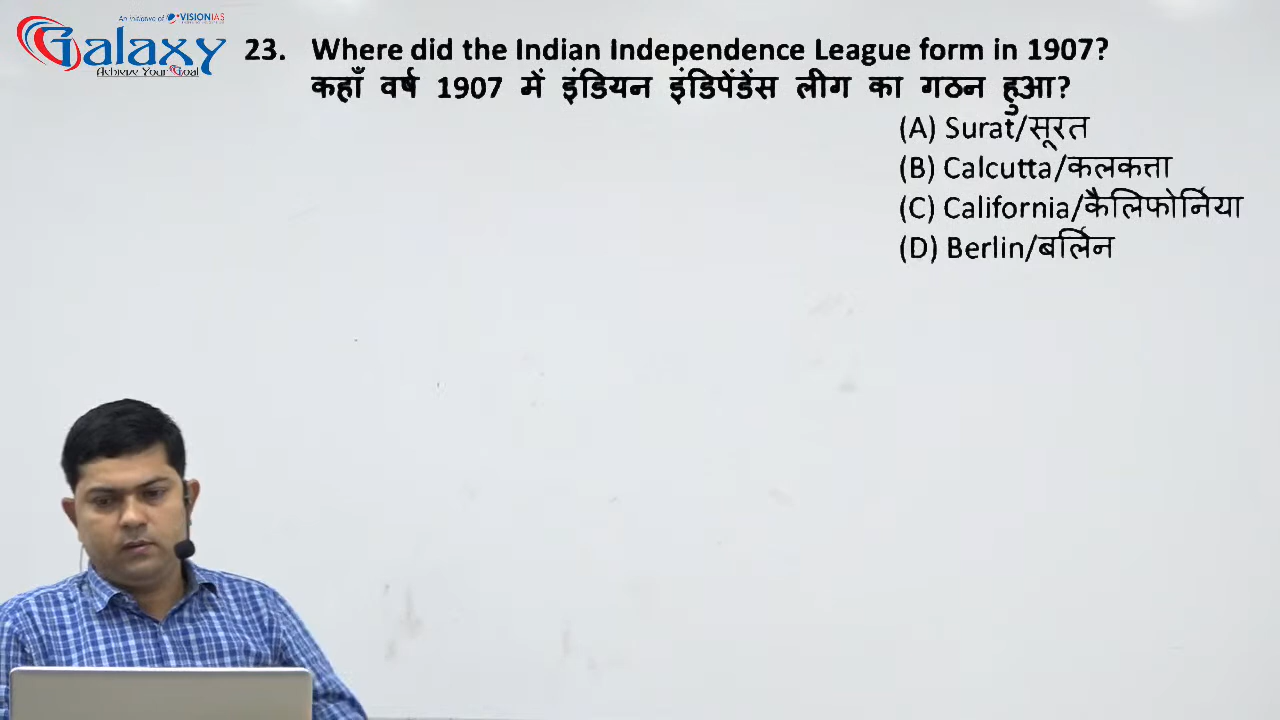 An initiative of VISIONIAS
Galaxy
Achieve Your Goal
23. Where did the Indian Independence League form in 1907?
कहाँ वर्ष 1907 में इंडियन इंडिपेंडेंस लीग का गठन हुआ?
(A) Surat/सूरत
(B) Calcutta/कलकत्ता
(C) California/कैलिफोर्निया
(D) Berlin/बर्लिन